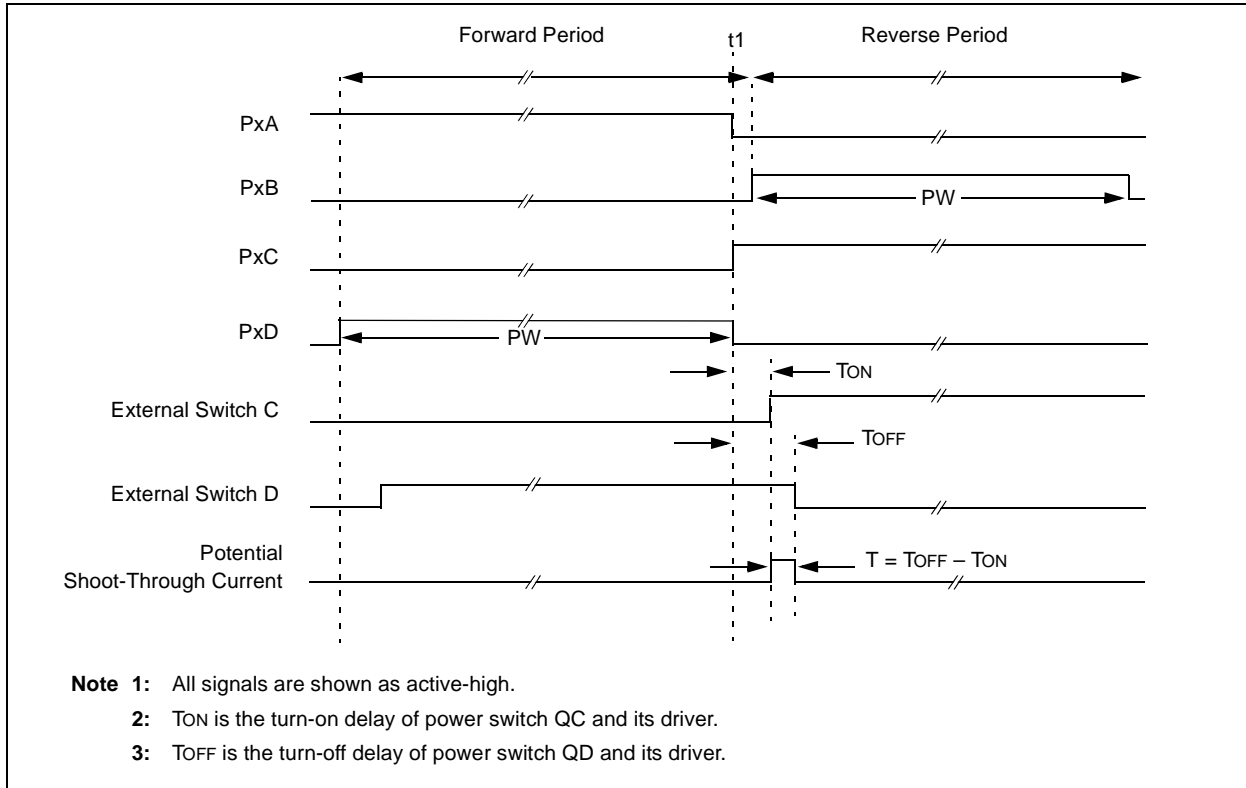 Forward Period
t1
Reverse Period
PxA
PxB
PW
PxC
PxD
PW
TON
External Switch C
TOFF
External Switch D
Potential
Shoot-Through Current
T = TOFF – TON
Note 1: All signals are shown as active-high.
2: TON is the turn-on delay of power switch QC and its driver.
3: TOFF is the turn-off delay of power switch QD and its driver.